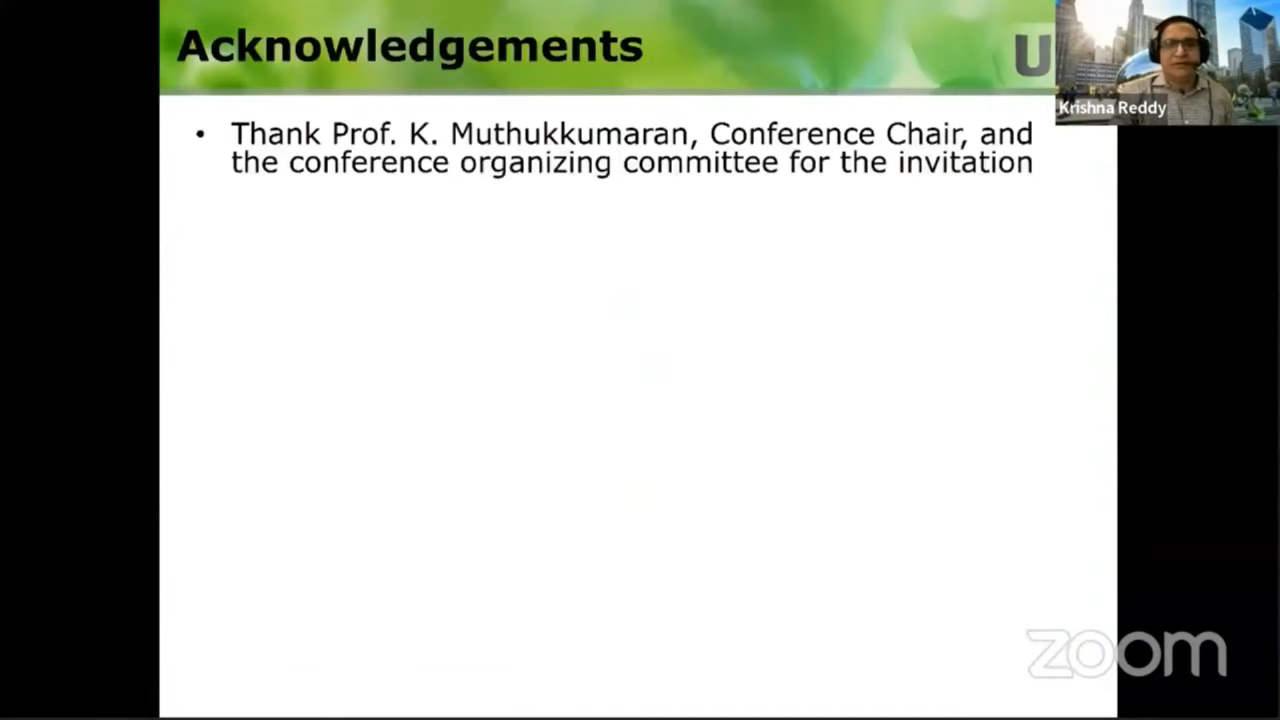 Acknowledgements
U
Krishna Reddy
• Thank Prof. K. Muthukkumaran, Conference Chair, and
the conference organizing committee for the invitation
zoom